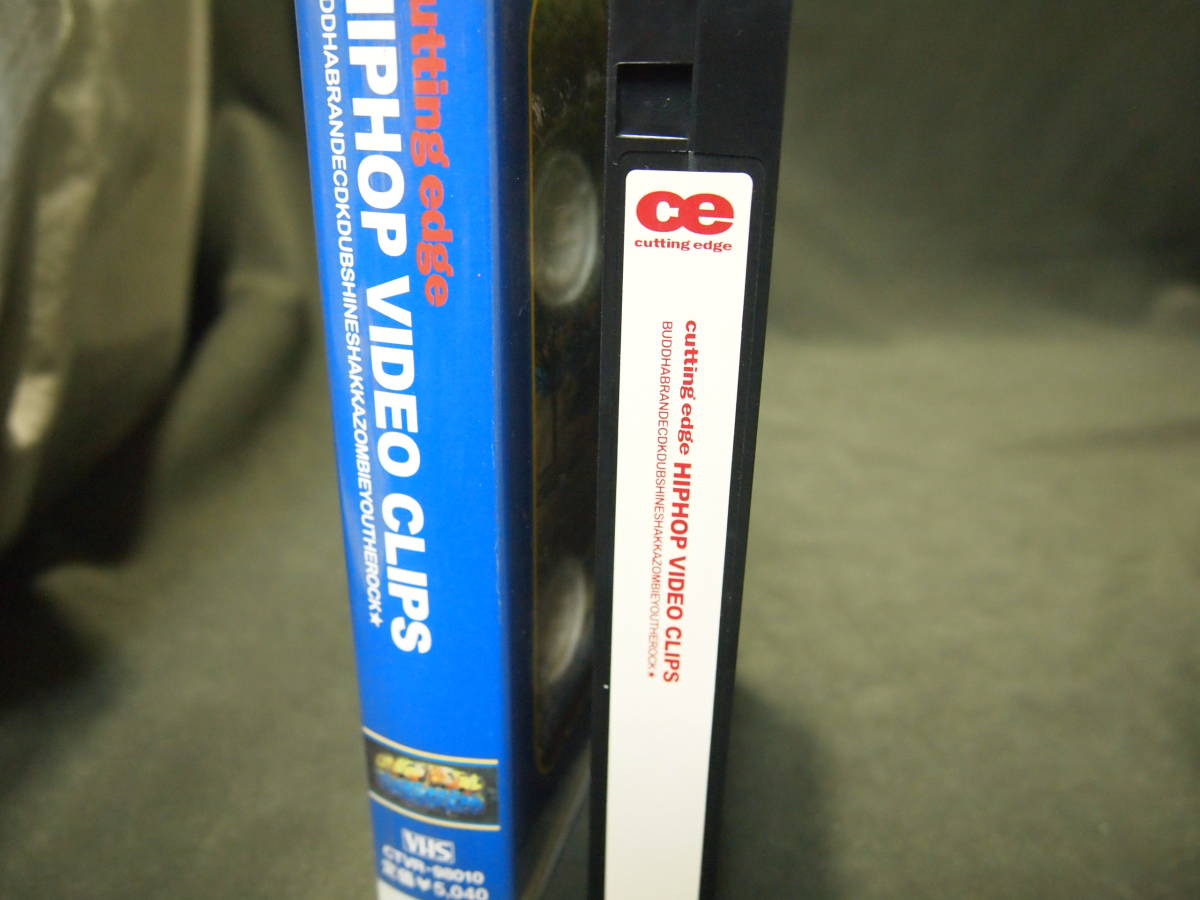 cutting edge
HIPHOP VIDEO CLIPS
BUDDHABRANDECDKDUBSHINESHAKKAZOMBIEYOUTHEROCK★
VHS
CTVR-98010
定価¥5,040
ce
cutting edge
cutting edge HIPHOP VIDEO CLIPS
BUDDHABRANDECDKDUBSHINESHAKKAZOMBIEYOUTHEROCK★